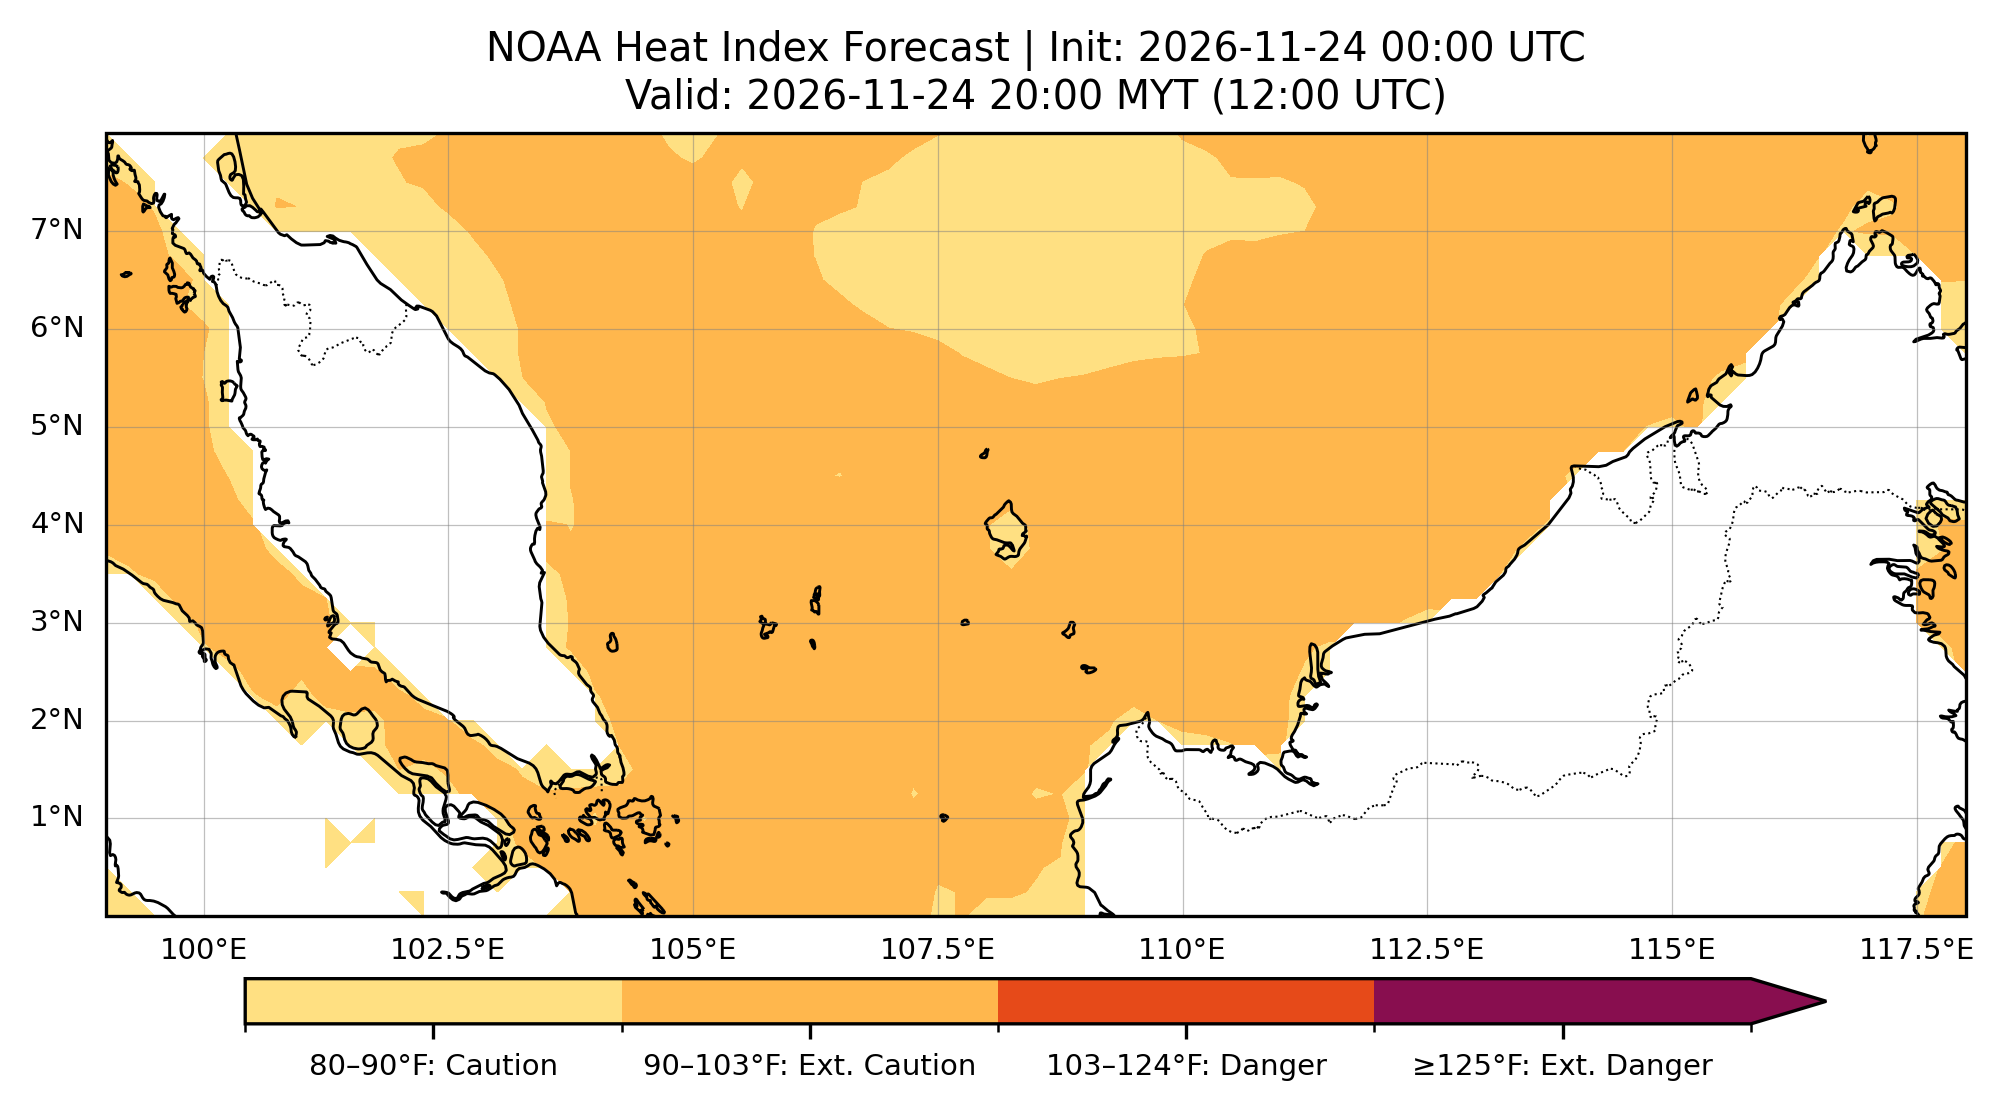 NOAA Heat Index Forecast | Init: 2026-11-24 00:00 UTC
Valid: 2026-11-24 20:00 MYT (12:00 UTC)
7°N
6°N
5°N
4°N
3°N
2°N
1°N
100°E
102.5°E
105°E
107.5°E
110°E
112.5°E
115°E
117.5°E
80–90°F: Caution
90–103°F: Ext. Caution
103–124°F: Danger
≥125°F: Ext. Danger